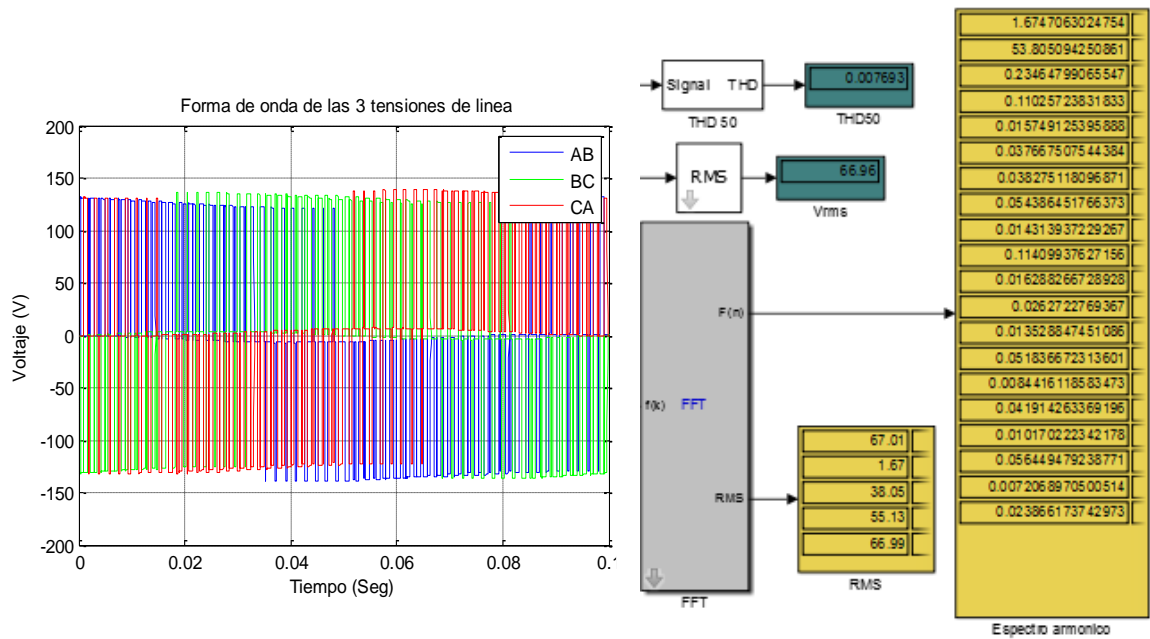 Forma de onda de las 3 tensiones de linea
Voltaje (V)
200
150
100
50
0
-50
-100
-150
-200
0
0.02
0.04
0.06
0.08
0.1
Tiempo (Seg)
AB
BC
CA
Signal THD
THD 50
0.007693
THD50
RMS
66.96
Vrms
F(n)
f(k) FFT
RMS
FFT
67.01
1.67
38.05
55.13
66.99
RMS
1.6747063024754
53.805094250861
0.23464799065547
0.11025723831833
0.015749125395888
0.037667507544384
0.038275118096871
0.054386451766373
0.014313937229267
0.11409937627156
0.016288266728928
0.0262722769367
0.013528847451086
0.051836672313601
0.0084416118583473
0.041914263369196
0.010170222342178
0.056449479238771
0.0072068970500514
0.023866173742973
Espectro armonico